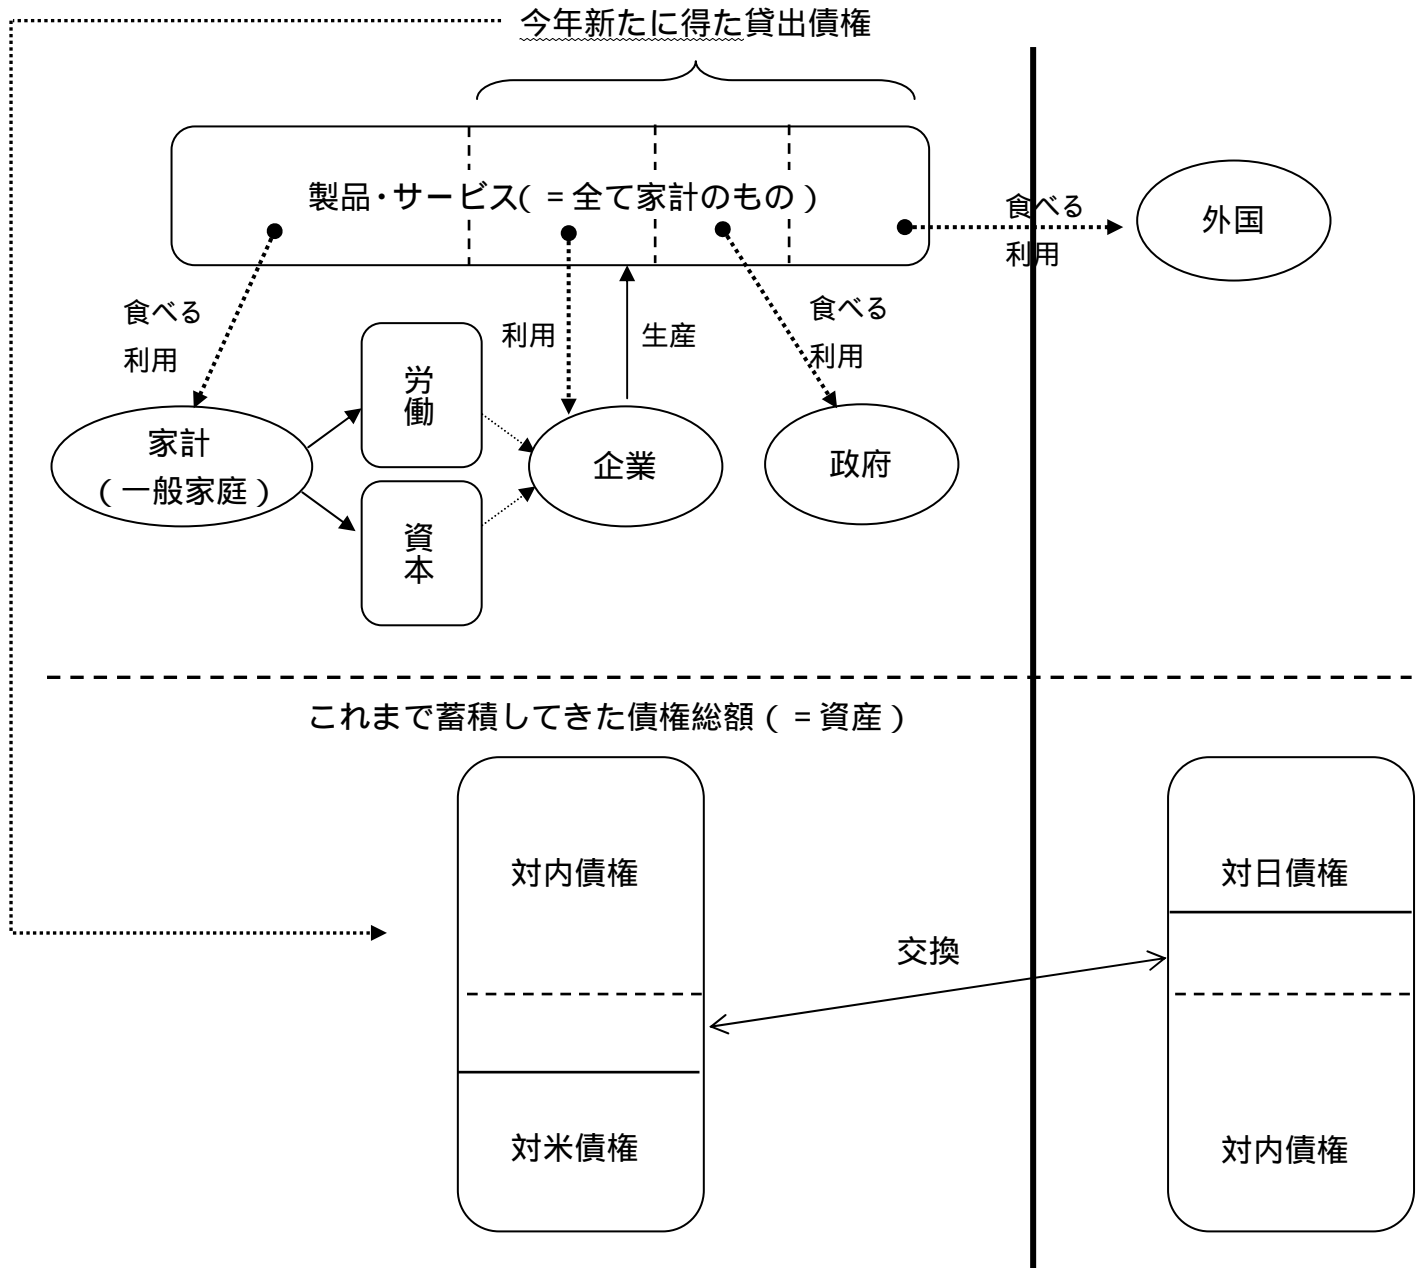 今年新たに得た貸出債権
製品・サービス( = 全て家計のもの )
食べる
利用
外国
食べる
利用
利用
生産
食べる
利用
労働
家計
( 一般家庭 )
企業
政府
資本
これまで蓄積してきた債権総額 ( = 資産 )
対内債権
対日債権
交換
対米債権
対内債権